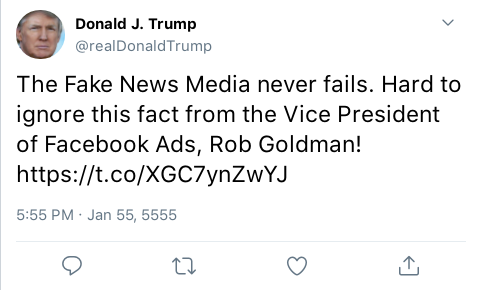 Donald J. Trump
@realDonaldTrump
The Fake News Media never fails. Hard to
ignore this fact from the Vice President
of Facebook Ads, Rob Goldman!
https://t.co/XGC7ynZwYJ
5:55 PM · Jan 55, 5555